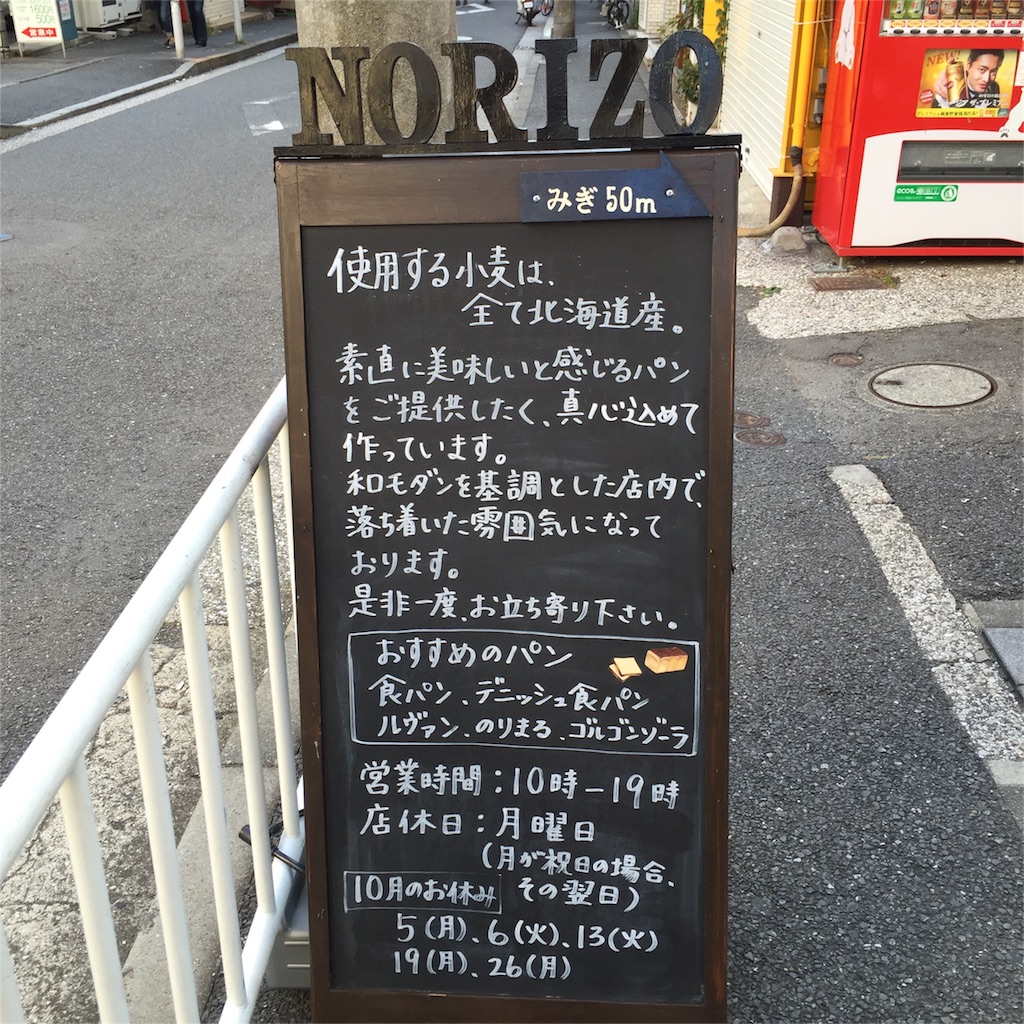 NORIZO
みぎ 50m
使用する小麦は、
全て北海道産。
素直に美味しいと感じるパン
をご提供したく、真心込めて
作っています。
和モダンを基調とした店内で、
落ち着いた雰囲気になって
おります。
是非一度、お立ち寄り下さい。
おすすめのパン
食パン、デニッシュ食パン
ルヴァン、のりまる、ゴルゴンゾーラ
営業時間：10時－19時
店休日：月曜日
(月が祝日の場合、
その翌日)
10月のお休み
5(月)、6(火)、13(火)
19(月)、26(月)
営業中
NEW!
eco